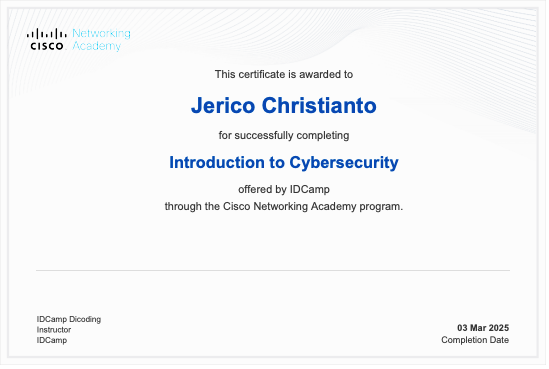 Networking
CISCO Academy
This certificate is awarded to
Jerico Christianto
for successfully completing
Introduction to Cybersecurity
offered by IDCamp
through the Cisco Networking Academy program.
IDCamp Dicoding
Instructor
IDCamp
03 Mar 2025
Completion Date